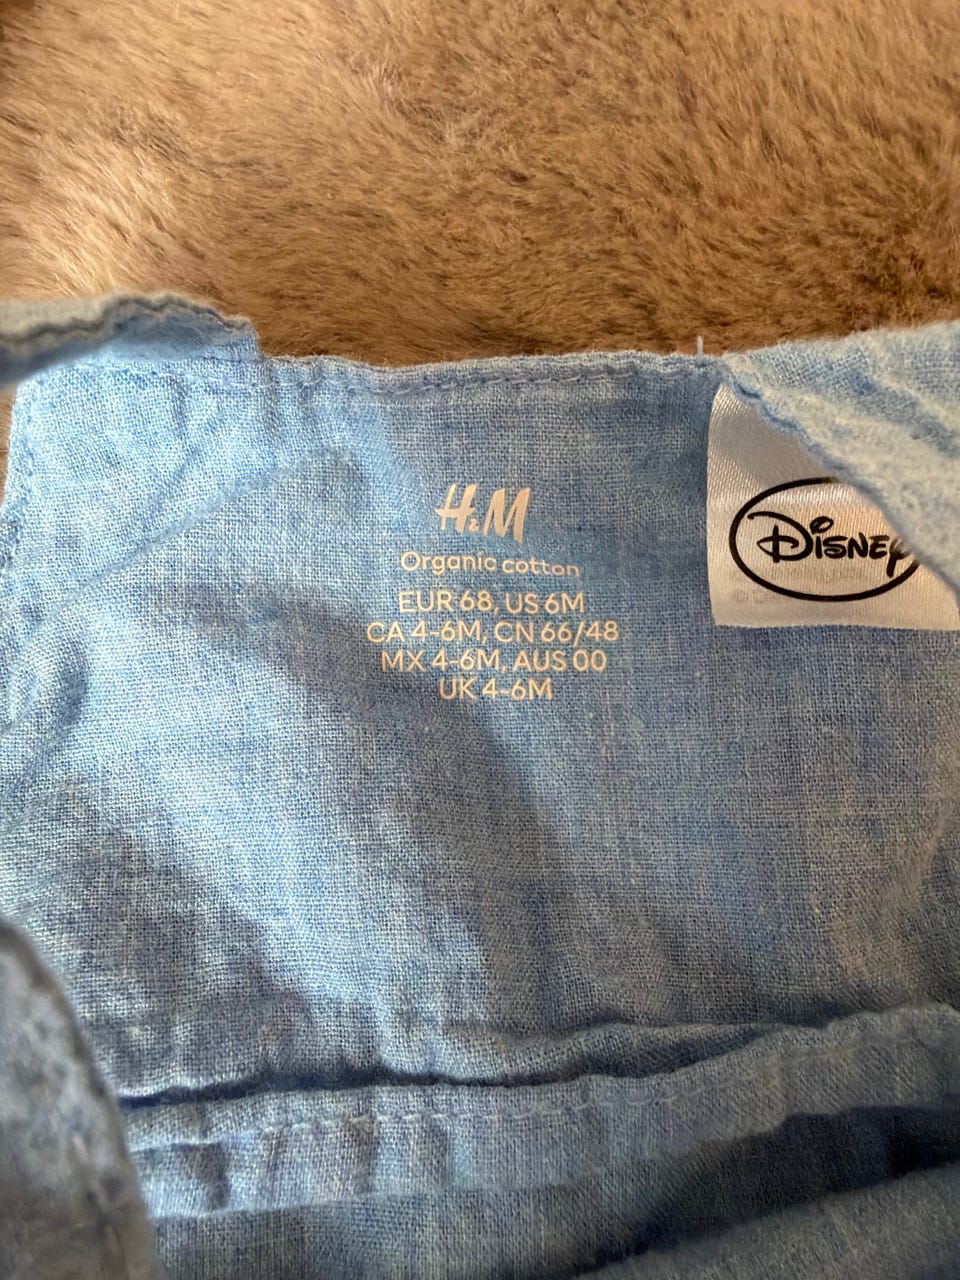 H&M
Organic cotton
EUR 68, US 6M
CA 4-6M, CN 66/48
MX 4-6M, AUS 00
UK 4-6M
DISNEY